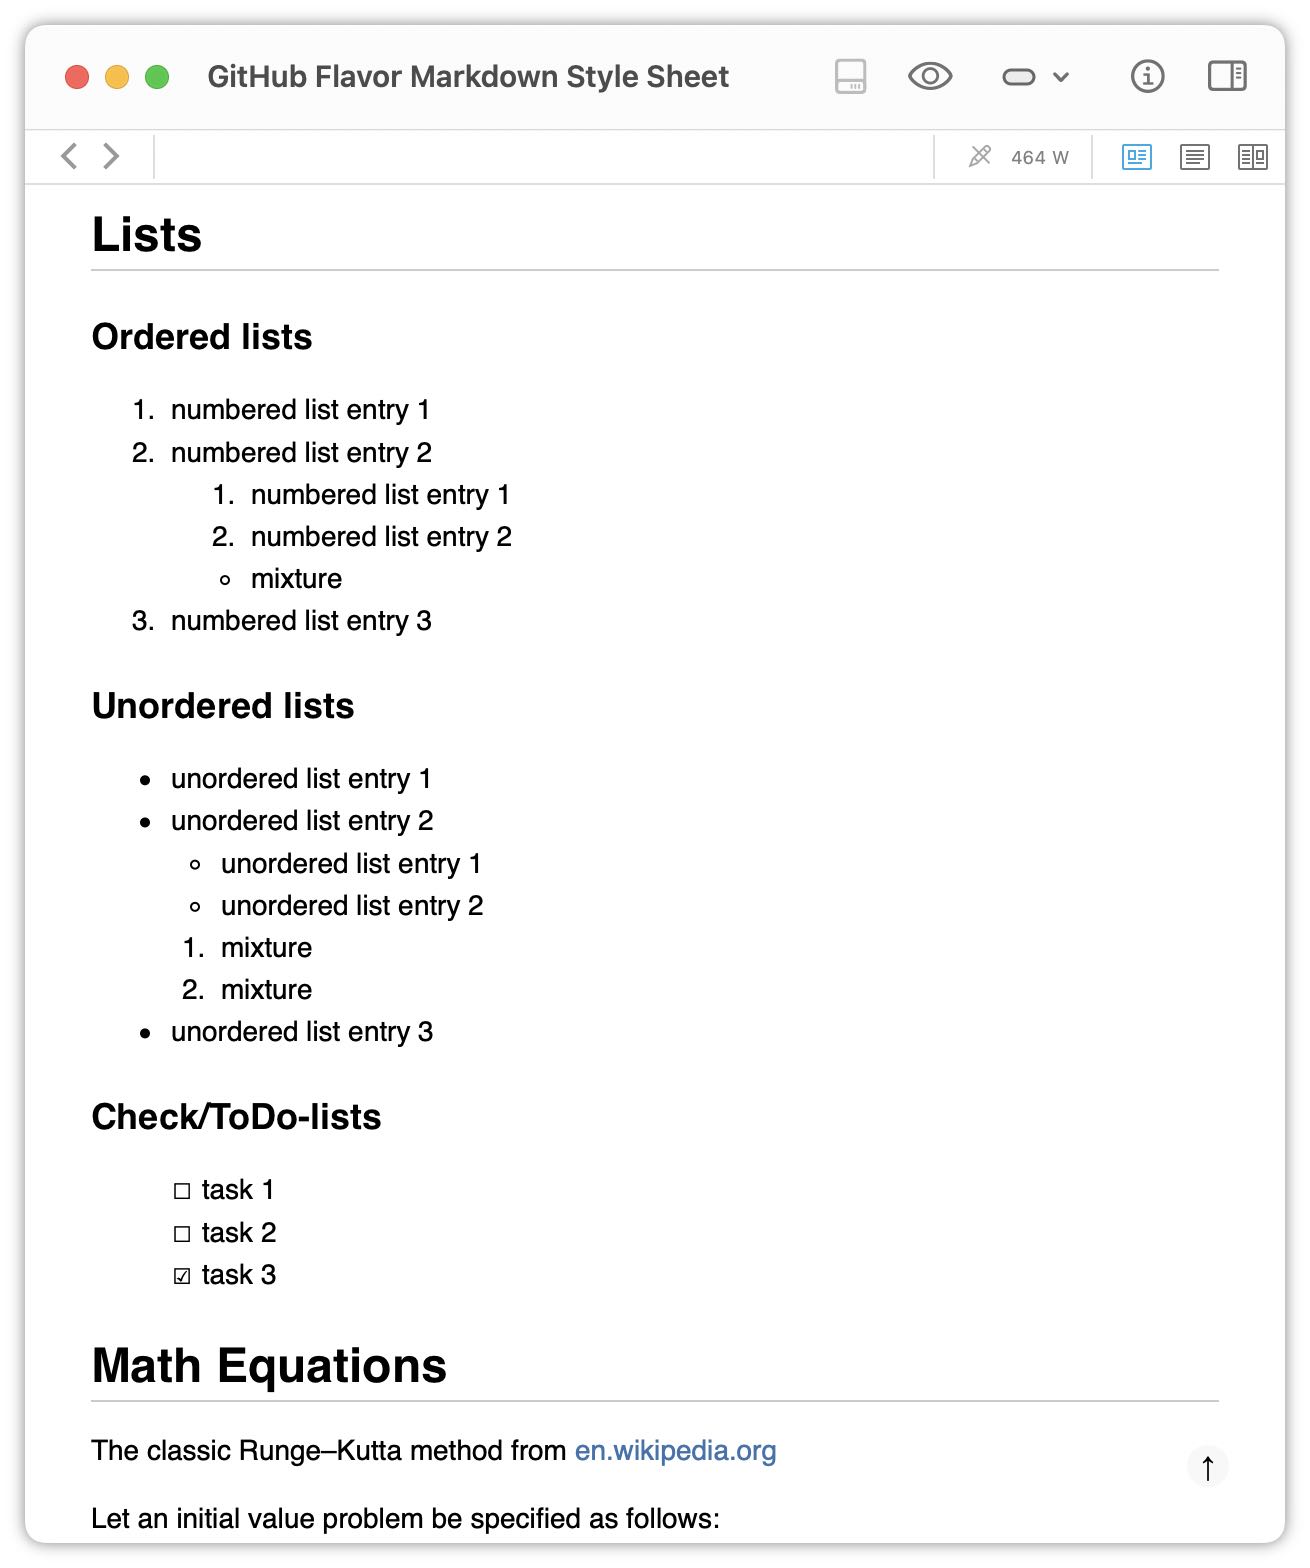 GitHub Flavor Markdown Style Sheet
464 W
Lists
Ordered lists
1. numbered list entry 1
2. numbered list entry 2
1. numbered list entry 1
2. numbered list entry 2
◦ mixture
3. numbered list entry 3
Unordered lists
• unordered list entry 1
• unordered list entry 2
◦ unordered list entry 1
◦ unordered list entry 2
1. mixture
2. mixture
• unordered list entry 3
Check/ToDo-lists
☐ task 1
☐ task 2
☑ task 3
Math Equations
The classic Runge–Kutta method from en.wikipedia.org
↑
Let an initial value problem be specified as follows: